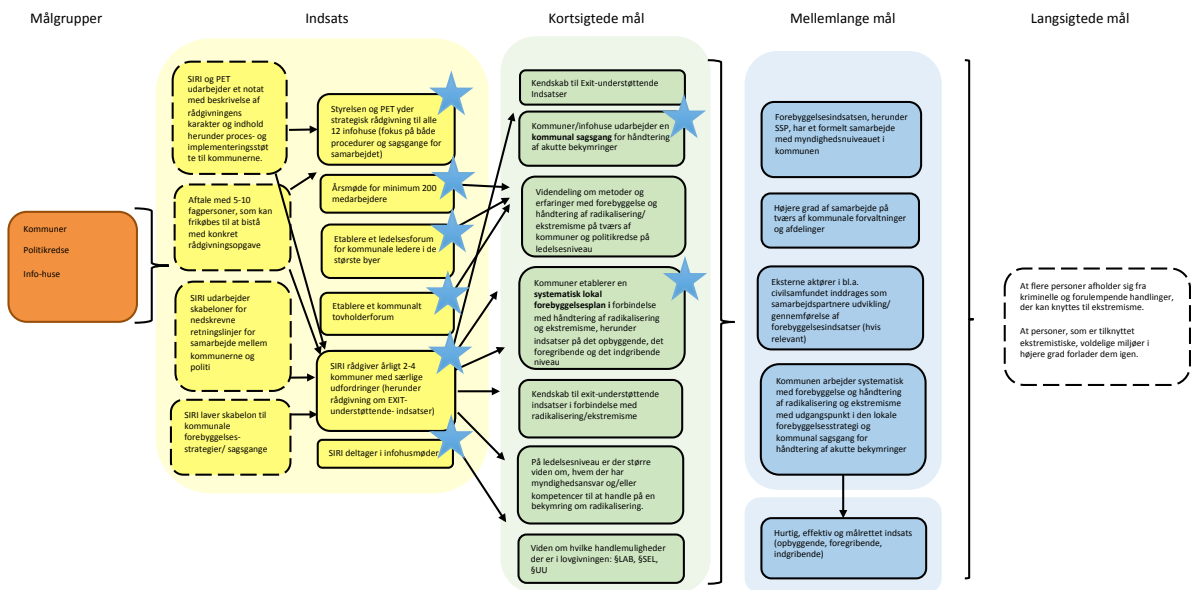 Målgrupper
Indsats
Kortsigtede mål
Mellemlange mål
Langsigtede mål
Kommuner
Politikredse
Info-huse
SIRI og PET
udarbejder et notat
med beskrivelse af
rådgivningens
karakter og indhold
herunder proces- og
implementeringsstøt
te til kommunerne.
Aftale med 5-10
fagpersoner, som kan
frikøbes til at bistå
med konkret
rådgivningsopgave
SIRI udarbejder
skabeloner for
nedskrevne
retningslinjer for
samarbejde mellem
kommunerne og
politi
SIRI laver skabelon til
kommunale
forebyggelses-
strategier/ sagsgange
Styrelsen og PET yder
strategisk rådgivning til alle
12 infohuse (fokus på både
procedurer og sagsgange for
samarbejdet)
Årsmøde for minimum 200
medarbejdere
Etablere et ledelsesforum
for kommunale ledere i de
største byer
Etablere et kommunalt
tovholderforum
SIRI rådgiver årligt 2-4
kommuner med særlige
udfordringer (herunder
rådgivning om EXIT-
understøttende- indsatser)
SIRI deltager i infohusmøder
Kendskab til Exit-understøttende
Indsatser
Kommuner/infohuse udarbejder en
kommunal sagsgang for håndtering
af akutte bekymringer
Videndeling om metoder og
erfaringer med forebyggelse og
håndtering af radikalisering/
ekstremisme på tværs af
kommuner og politikredse på
ledelsesniveau
Kommuner etablerer en
systematisk lokal
forebyggelsesplan i forbindelse
med håndtering af radikalisering
og ekstremisme, herunder
indsatser på det opbyggende, det
foregribende og det indgribende
niveau
Kendskab til exit-understøttende
indsatser i forbindelse med
radikalisering/ekstremisme
På ledelsesniveau er der større
viden om, hvem der har
myndighedsansvar og/eller
kompetencer til at handle på en
bekymring om radikalisering.
Viden om hvilke handlemuligheder
der er i lovgivningen: §LAB, §SEL,
§UU
Forebyggelsesindsatsen, herunder
SSP, har et formelt samarbejde
med myndighedsnuiveauet i
kommunen
Højere grad af samarbejde på
tværs af kommunale forvaltninger
og afdelinger
Eksterne aktører i bl.a.
civilsamfundet inddrages som
samarbejdspartnere udvikling/
gennemførelse af
forebyggelsesindsatser (hvis
relevant)
Kommunen arbejder systematisk
med forebyggelse og håndtering
af radikalisering og ekstremisme
med udgangspunkt i den lokale
forebyggelsesstrategi og
kommunal sagsgang for
håndtering af akutte bekymringer
Hurtig, effektiv og målrettet indsats
(opbyggende, foregribende,
indgribende)
At flere personer afholder sig fra
kriminelle og forulempende handlinger,
der kan knyttes til ekstremisme.
At personer, som er tilknyttet
ekstremistiske, voldelige miljøer i
højere grad forlader dem igen.